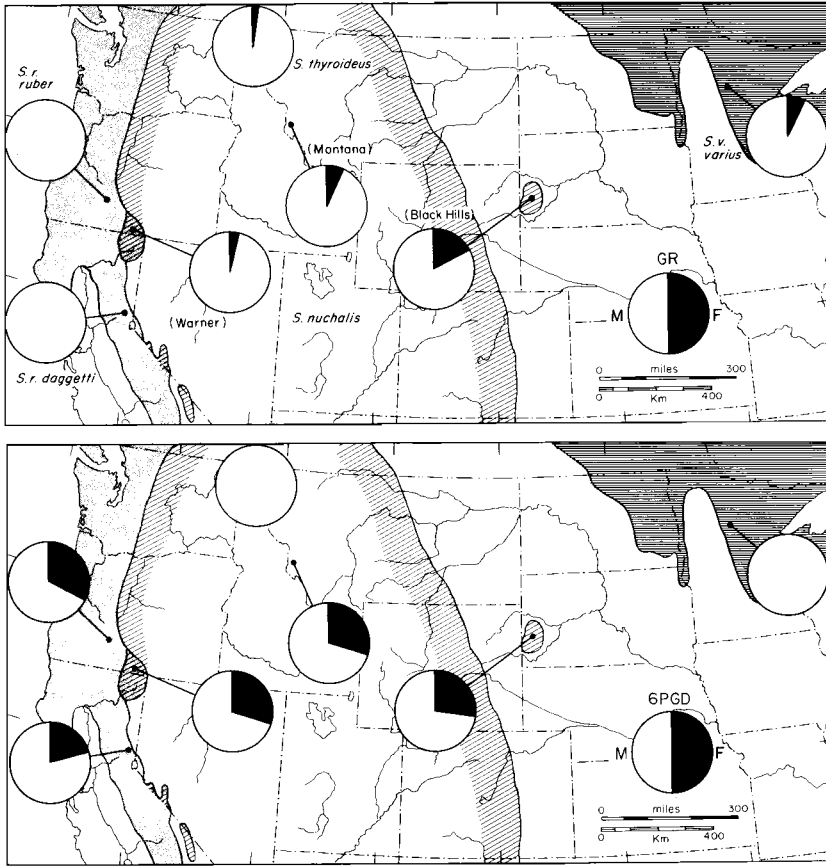 S. r.
ruber
S. thyroideus
(Montana)
S. v.
varius
(Black Hills)
GR
M
F
(Warner)
S. nuchalis
S. r. daggetti
0 miles 300
0 Km 400
6PGD
M
F
0 miles 300
0 Km 400